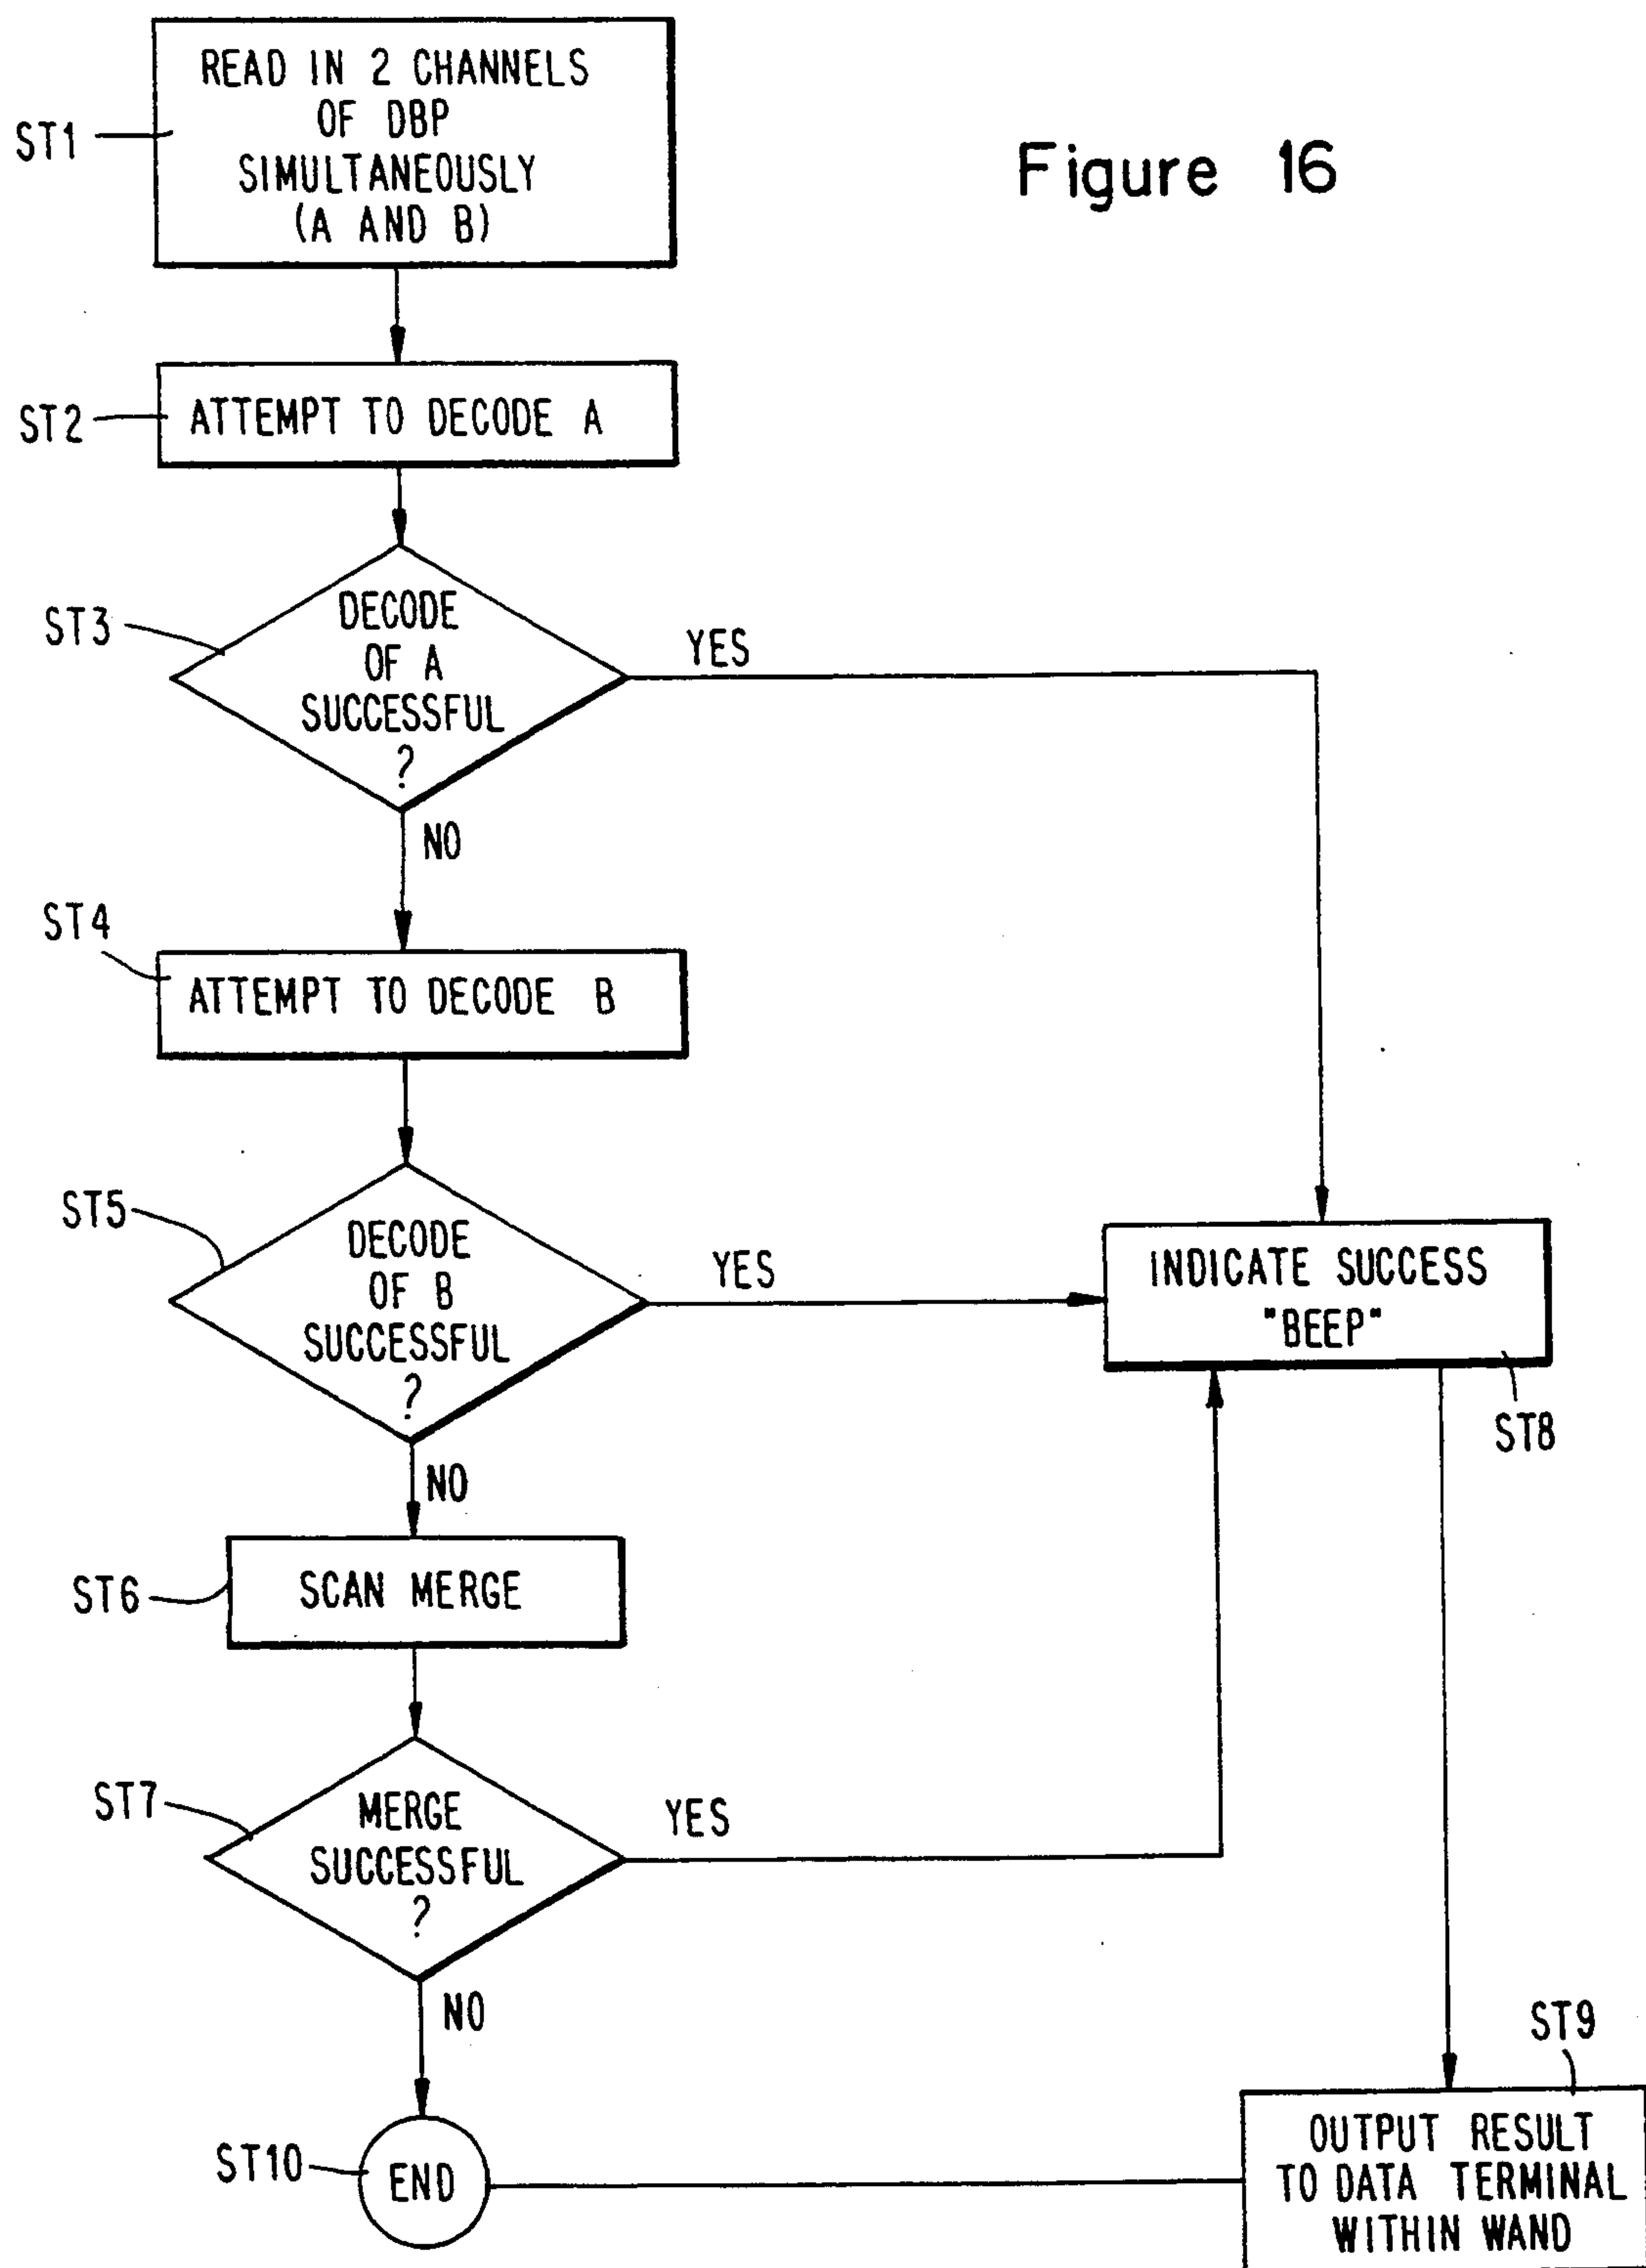 READ IN 2 CHANNELS
OF DBP
SIMULTANEOUSLY
(A AND B)
ST1
Figure 16
ST2
ATTEMPT TO DECODE A
ST3
DECODE
OF A
SUCCESSFUL
?
YES
NO
ST4
ATTEMPT TO DECODE B
ST5
DECODE
OF B
SUCCESSFUL
?
YES
INDICATE SUCCESS
"BEEP"
ST8
NO
ST6
SCAN MERGE
ST7
MERGE
SUCCESSFUL
?
YES
NO
ST9
ST10
END
OUTPUT RESULT
TO DATA TERMINAL
WITHIN WAND